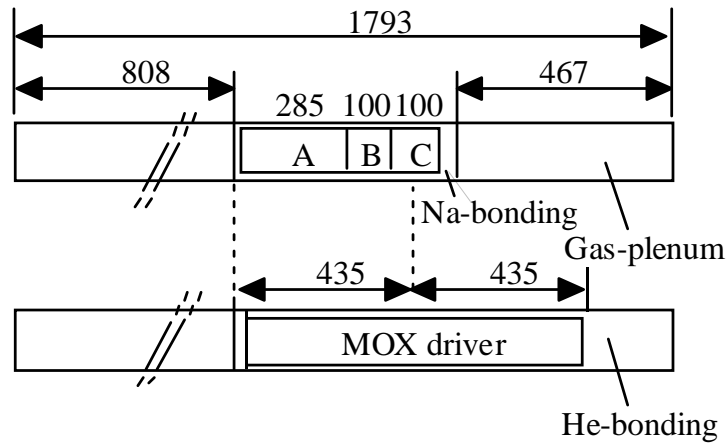 1793
808
467
285 100 100
A B C
Na-bonding
Gas-plenum
435 435
MOX driver
He-bonding